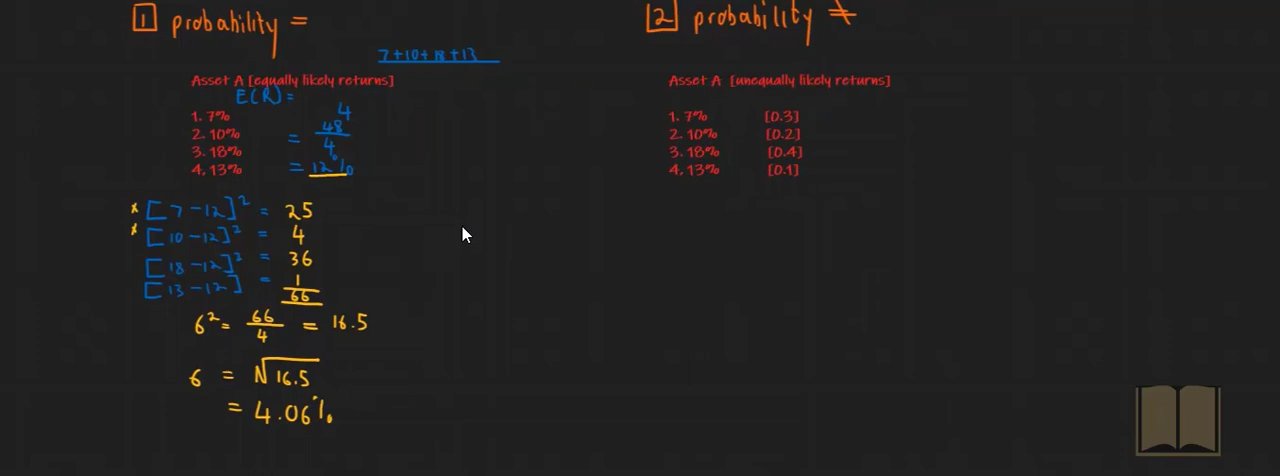 1 probability =
7+10+18+13
Asset A [equally likely returns]
E(R) =
4
1. 7%
48
=
4
2. 10%
3. 18%
= 12%
4, 13%
* [7-12]² = 25
* [10-12]² = 4
[18-12]² = 36
[13-12] = 1
66
6² = 66/4 = 16.5
6 = √16.5
= 4.06%
2 probability ≠
Asset A [unequally likely returns]
1. 7% [0.3]
2. 10% [0.2]
3. 18% [0.4]
4, 13% [0.1]